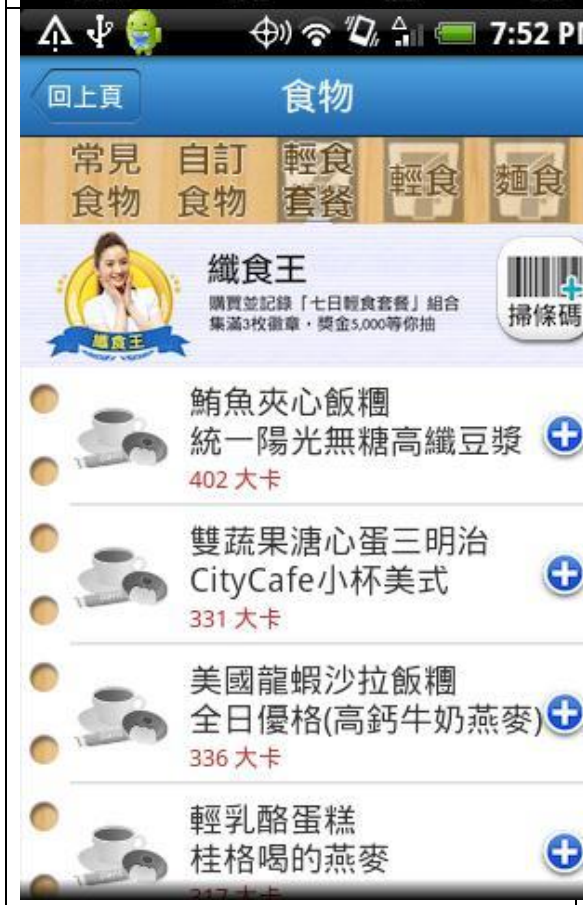 7:52 P
回上頁
食物
常見食物
自訂食物
輕食套餐
輕食
麵食
纖食王
購買並記錄「七日輕食套餐」組合
集滿3枚徽章，獎金5,000等你抽
掃條碼
纖食王
鮪魚夾心飯糰
統一陽光無糖高纖豆漿
402 大卡
雙蔬果溏心蛋三明治
CityCafe小杯美式
331 大卡
美國龍蝦沙拉飯糰
全日優格(高鈣牛奶燕麥)
336 大卡
輕乳酪蛋糕
桂格喝的燕麥
317 大卡